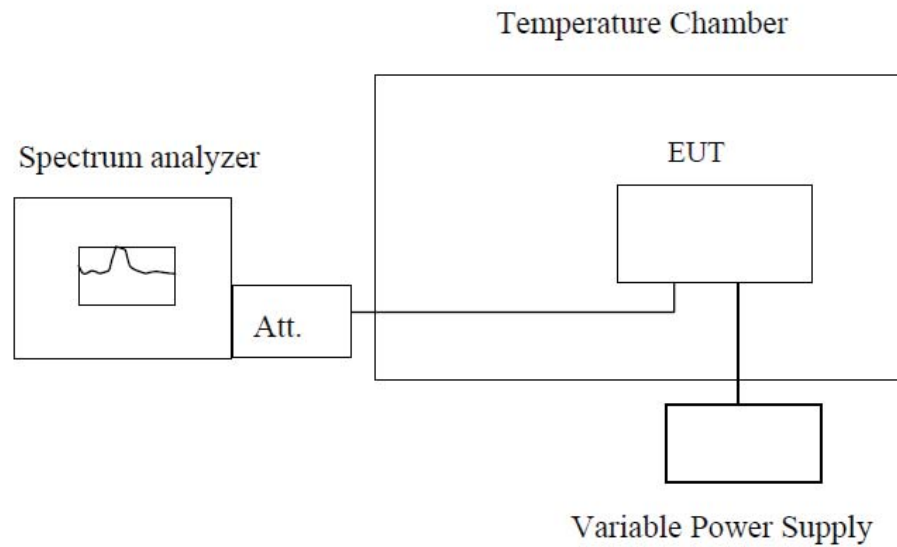 Temperature Chamber
Spectrum analyzer
EUT
Att.
Variable Power Supply